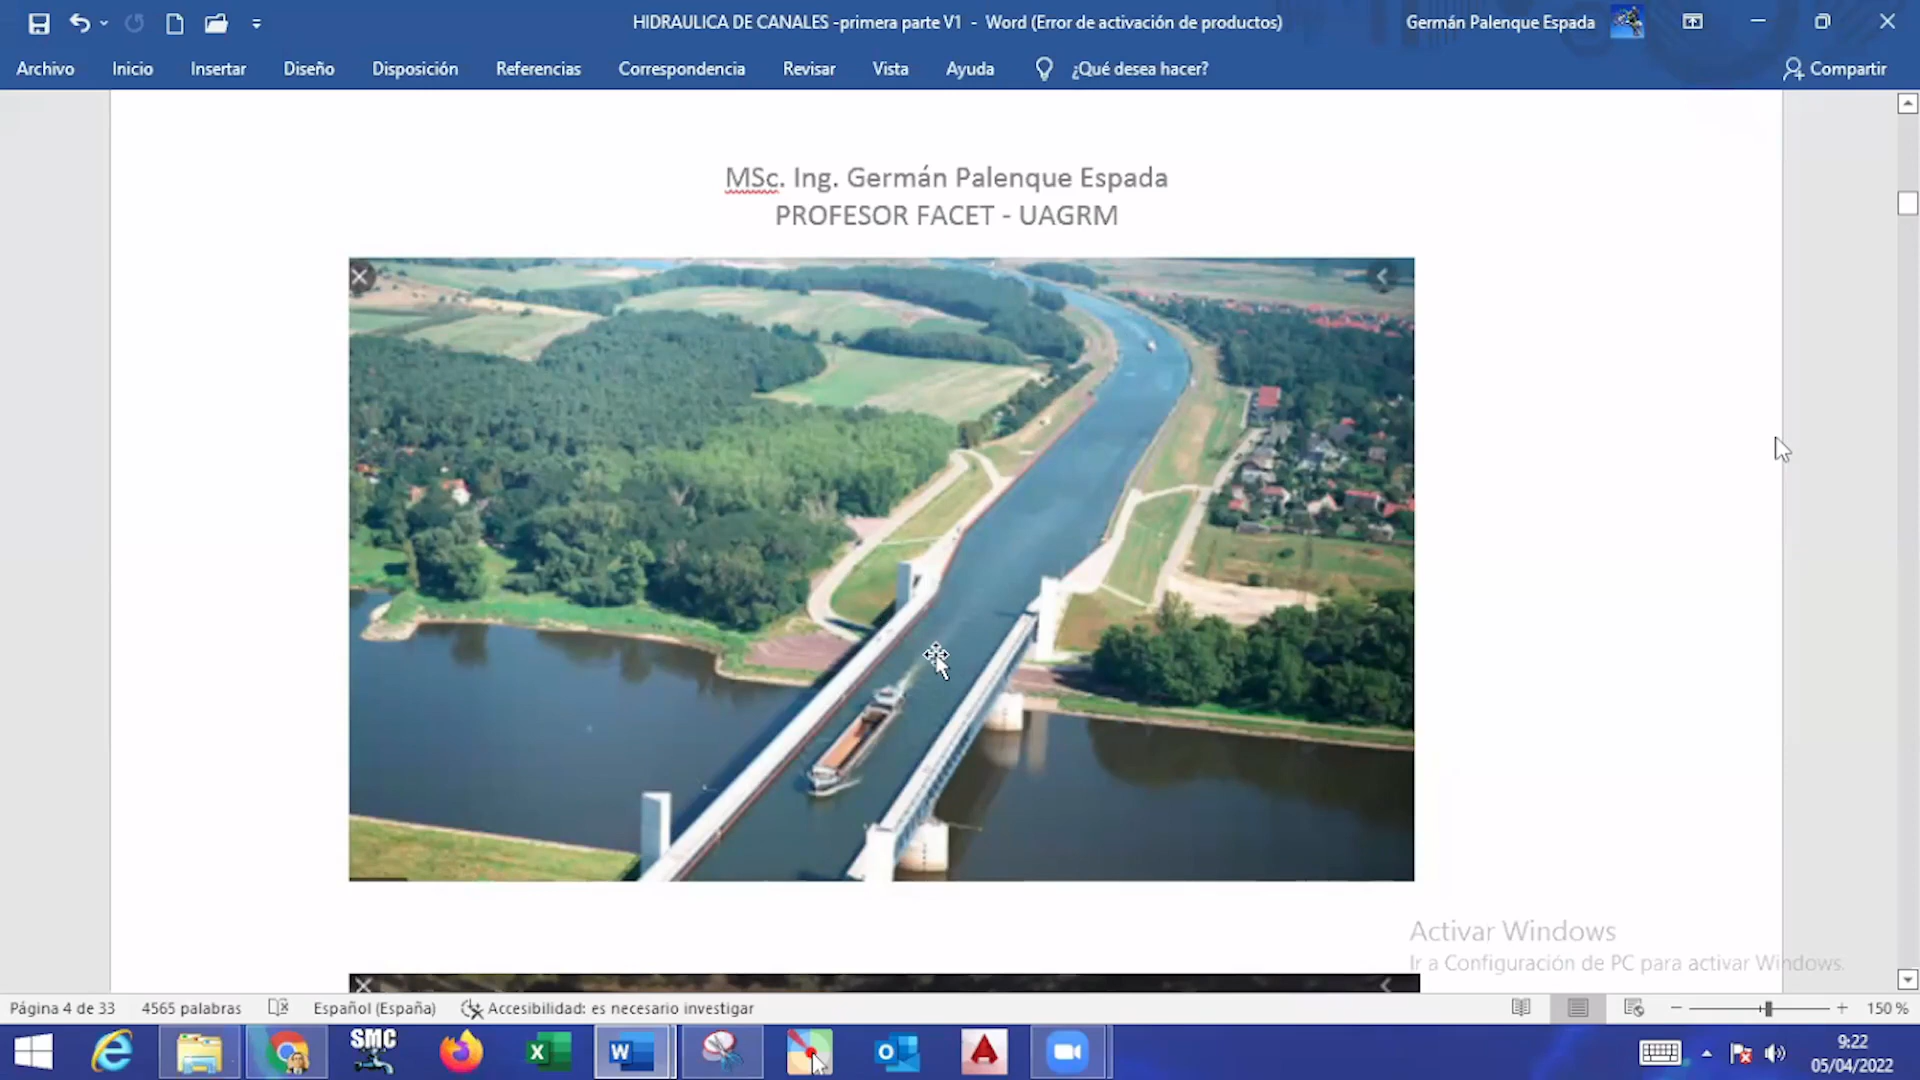 HIDRAULICA DE CANALES -primera parte V1 - Word (Error de activación de productos)
Germán Palenque Espada
Archivo Inicio Insertar Diseño Disposición Referencias Correspondencia Revisar Vista Ayuda ¿Qué desea hacer? Compartir
MSc. Ing. Germán Palenque Espada
PROFESOR FACET - UAGRM
Activar Windows
Ir a Configuración de PC para activar Windows.
Página 4 de 33 4565 palabras Español (España) Accesibilidad: es necesario investigar 150 %
SMC
9:22
05/04/2022